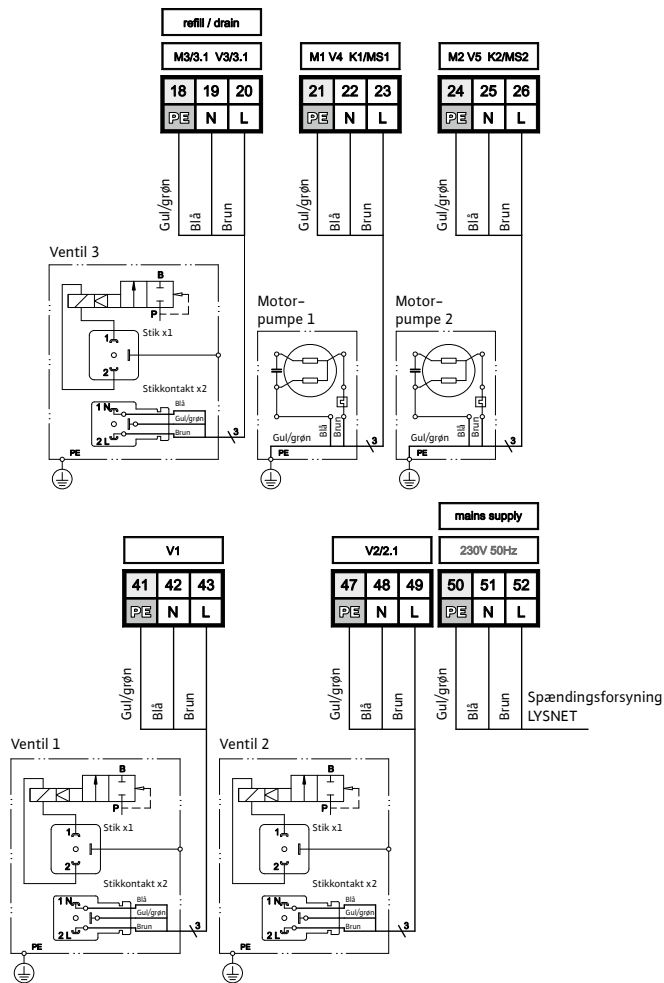 refill / drain
M3/3.1 V3/3.1
M1 V4 K1/MS1
M2 V5 K2/MS2
18 19 20
PE N L
21 22 23
PE N L
24 25 26
PE N L
Gul/grøn
Blå
Brun
Gul/grøn
Blå
Brun
Gul/grøn
Blå
Brun
Ventil 3
B
P
Stik x1
1
2
Stikkontakt x2
1 N
2 L
Blå
Gul/grøn
Brun
3
PE
Motor-
pumpe 1
Gul/grøn
Blå
Brun
3
PE
Motor-
pumpe 2
Gul/grøn
Blå
Brun
3
PE
mains supply
V1
V2/2.1
230V 50Hz
41 42 43
PE N L
47 48 49
PE N L
50 51 52
PE N L
Gul/grøn
Blå
Brun
Gul/grøn
Blå
Brun
Gul/grøn
Blå
Brun
Spændingsforsyning
LYSNET
Ventil 1
B
P
Stik x1
1
2
Stikkontakt x2
1 N
2 L
Blå
Gul/grøn
Brun
3
PE
Ventil 2
B
P
Stik x1
1
2
Stikkontakt x2
1 N
2 L
Blå
Gul/grøn
Brun
3
PE